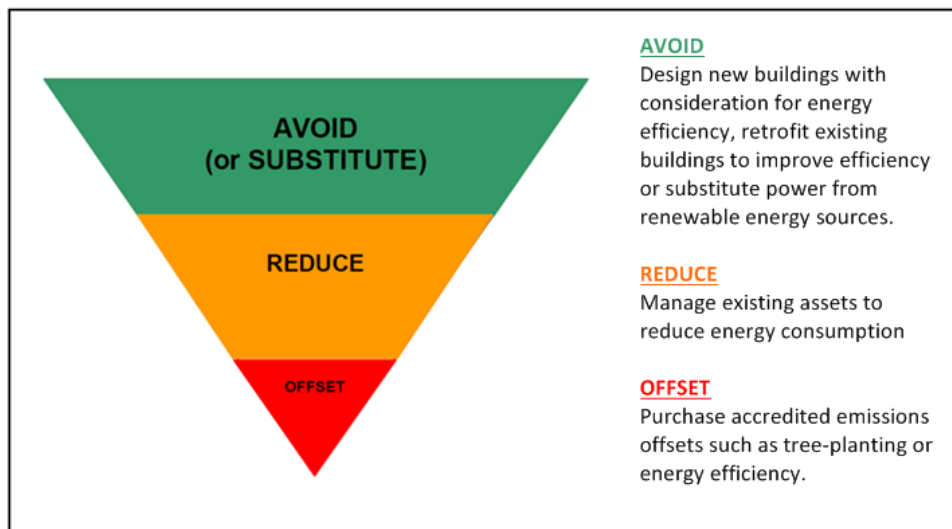 AVOID
(or SUBSTITUTE)
REDUCE
OFFSET
AVOID
Design new buildings with
consideration for energy
efficiency, retrofit existing
buildings to improve efficiency
or substitute power from
renewable energy sources.
REDUCE
Manage existing assets to
reduce energy consumption
OFFSET
Purchase accredited emissions
offsets such as tree-planting or
energy efficiency.